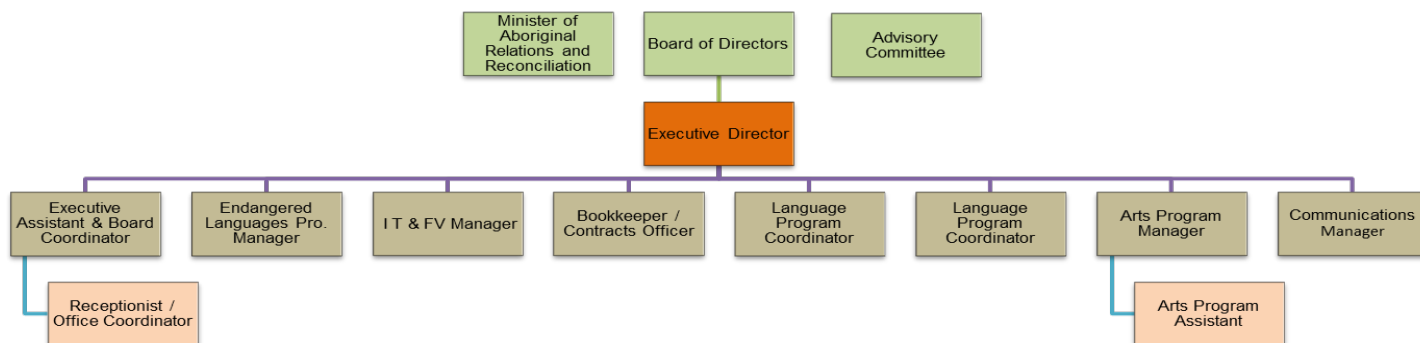 Minister of
Aboriginal
Relations and
Reconciliation
Board of Directors
Advisory
Committee
Executive Director
Executive
Assistant & Board
Coordinator
Endangered
Languages Pro.
Manager
I T & FV Manager
Bookkeeper /
Contracts Officer
Language
Program
Coordinator
Language
Program
Coordinator
Arts Program
Manager
Communications
Manager
Receptionist /
Office Coordinator
Arts Program
Assistant